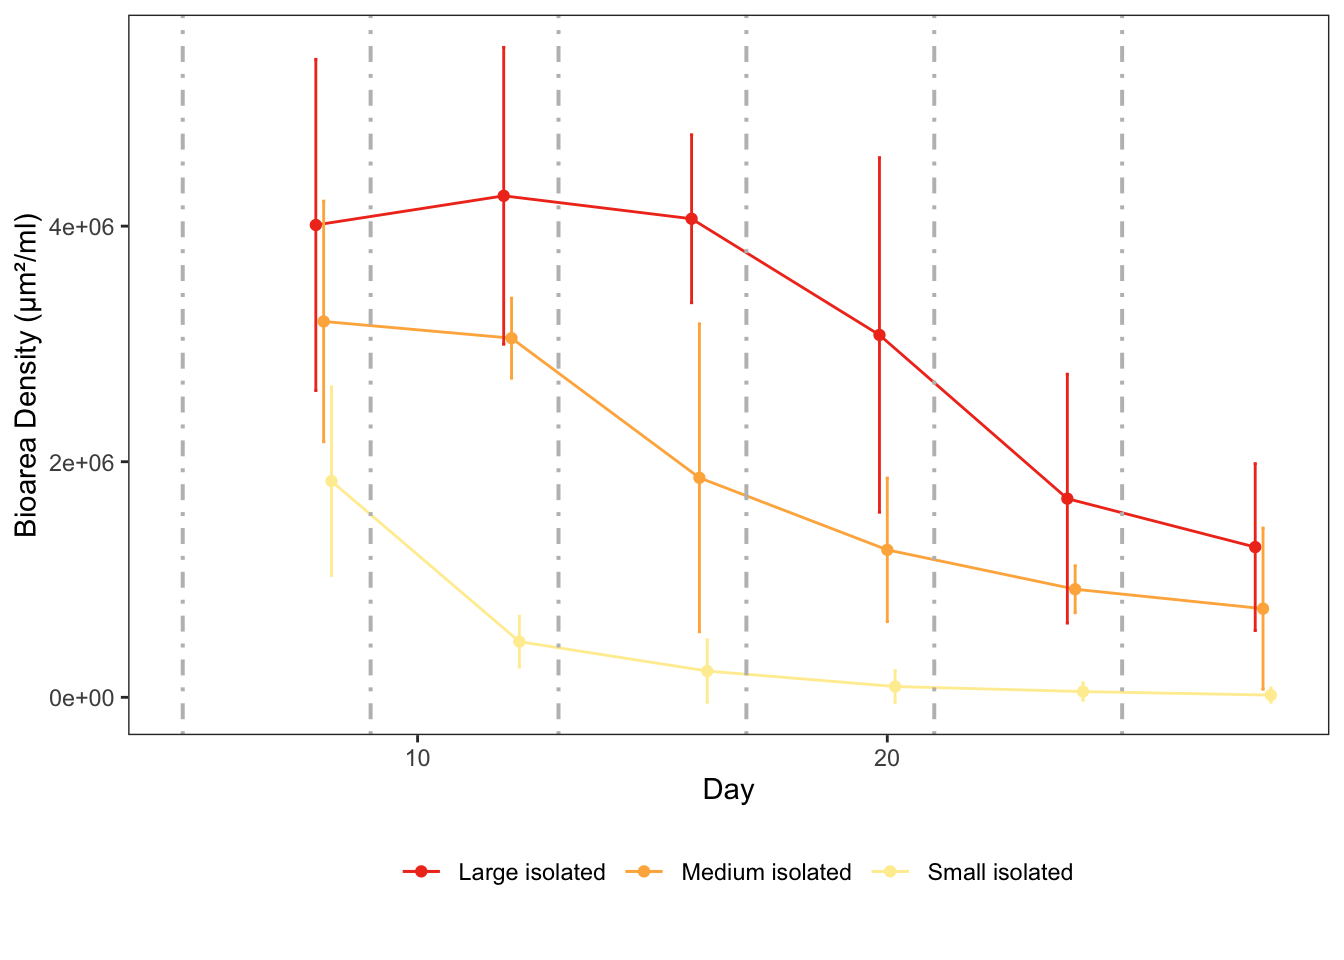 Bioarea Density (μm²/ml)
4e+06
2e+06
0e+00
10 20
Day
Large isolated Medium isolated Small isolated